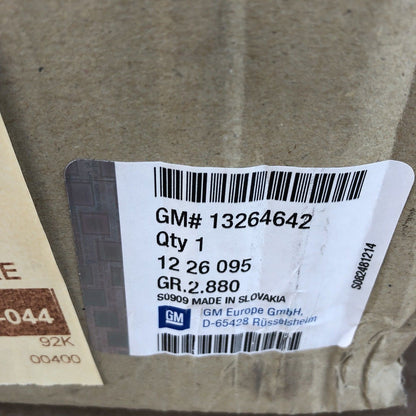 GM# 13264642
Qty 1
12 26 095
GR.2.880
S0909 MADE IN SLOVAKIA
GM
GM Europe GmbH,
D-65428 Rüsselsheim
S082481214
E
-044
92K
00400